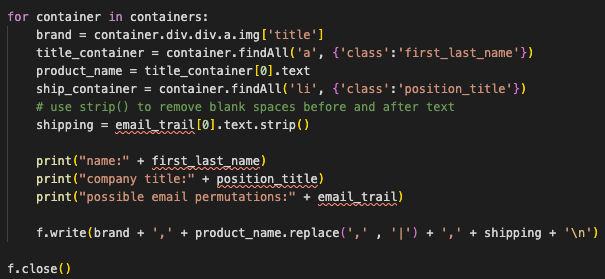 for container in containers:
    brand = container.div.div.a.img['title']
    title_container = container.findAll('a', {'class':'first_last_name'})
    product_name = title_container[0].text
    ship_container = container.findAll('li', {'class':'position_title'})
    # use strip() to remove blank spaces before and after text
    shipping = email_trail[0].text.strip()

    print("name:" + first_last_name)
    print("company title:" + position_title)
    print("possible email permutations:" + email_trail)

    f.write(brand + ',' + product_name.replace(',' , '|') + ',' + shipping + '\n')

f.close()